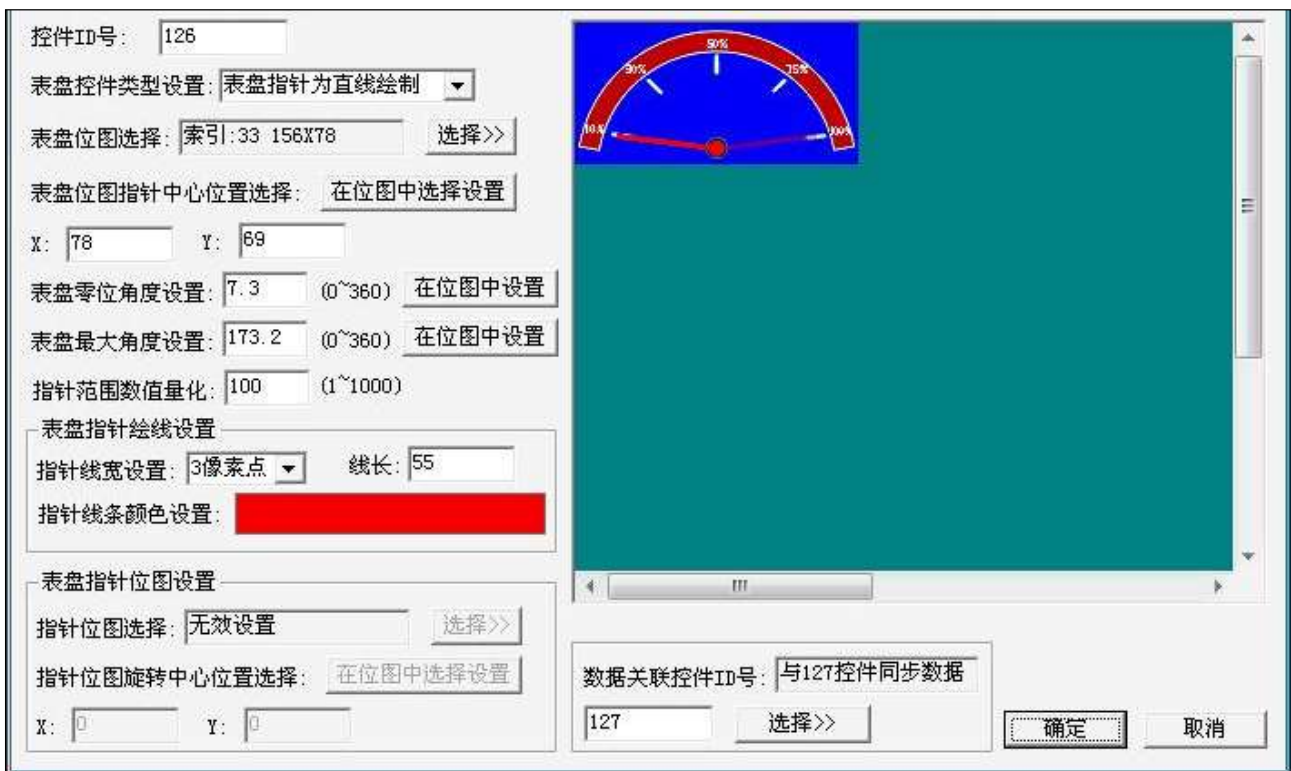 控件ID号: 126
表盘控件类型设置: 表盘指针为直线绘制
表盘位图选择: 索引:33 156X78 选择>>
表盘位图指针中心位置选择: 在位图中选择设置
X: 78 Y: 69
表盘零位角度设置: 7.3 (0~360) 在位图中设置
表盘最大角度设置: 173.2 (0~360) 在位图中设置
指针范围数值量化: 100 (1~1000)
表盘指针绘线设置
指针线宽设置: 3像素点 线长: 55
指针线条颜色设置:
表盘指针位图设置
指针位图选择: 无效设置 选择>>
指针位图旋转中心位置选择: 在位图中选择设置
X: 0 Y: 0
50%
75%
10%
100%
数据关联控件ID号: 与127控件同步数据
127 选择>>
确定 取消